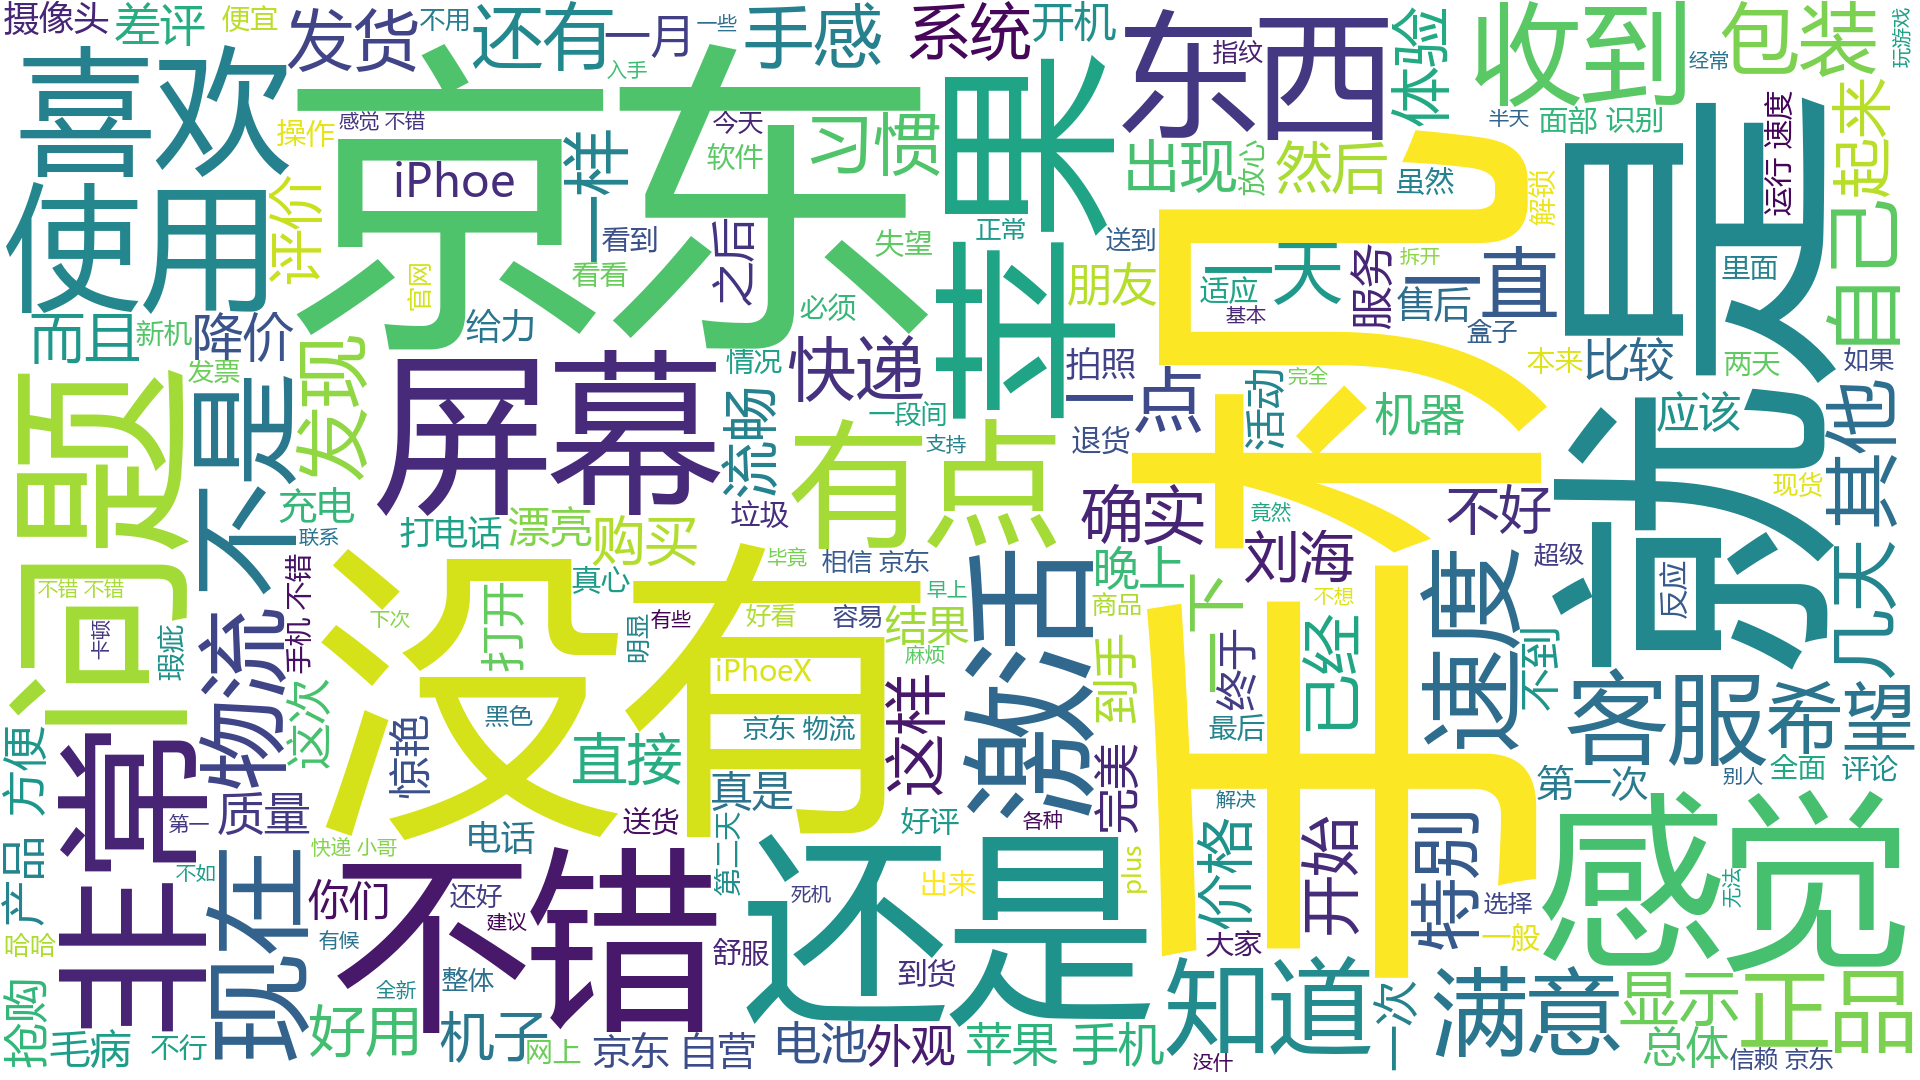 摄像头
差评
便宜
发货
不用
还有
一月
一些
手感
系统
开机
东西
指纹
体验
收到
经常
包装
玩游戏
喜欢
操作
感觉 不错
京东
入手
今天
软件
习惯
苹果
出现
放心
然后
半天
面部 识别
虽然
解锁
但是
运行 速度
起来
自己
使用
评价
iPhoe
一样
看到
看看
之后
失望
正常
送到
朋友
手机
适应
一天
基本
服务
拆开
售后
一直
盒子
里面
官网
必须
而且
新机
降价
发票
给力
情况
快递
拍照
一点
活动
完全
本来
比较
两天
如果
问题
不是
发现
屏幕
流畅
一段间
有点
支持
退货
机器
就
应该
其他
充电
联系
打电话
漂亮
购买
垃圾
确实
竟然
刘海
不好
超级
现货
不错 不错
手机 不错
没有
真心
毕竟
相信 京东
早上
激活
晚上
商品
一下
不想
速度
反应
几天
卡顿
瑕疵
物流
这次
下次
打开
明显
有些
好看
容易
结果
麻烦
到手
终于
已经
不到
iPhoeX
客服
希望
方便
非常
惊艳
黑色
直接
京东 物流
这样
完美
最后
第一次
别人
全面
评论
产品
第一
质量
快递 小哥
电话
送货
真是
好评
各种
解决
不如
现在
你们
不错
还好
建议
第二天
还是
死机
出来
plus
价格
开始
特别
选择
一般
感觉
无法
哈哈
有候
全新
整体
舒服
到货
大家
抢购
毛病
不行
好用
机子
网上
京东 自营
电池
外观
苹果 手机
知道
没什
一次
满意
显示
总体
正品
信赖 京东